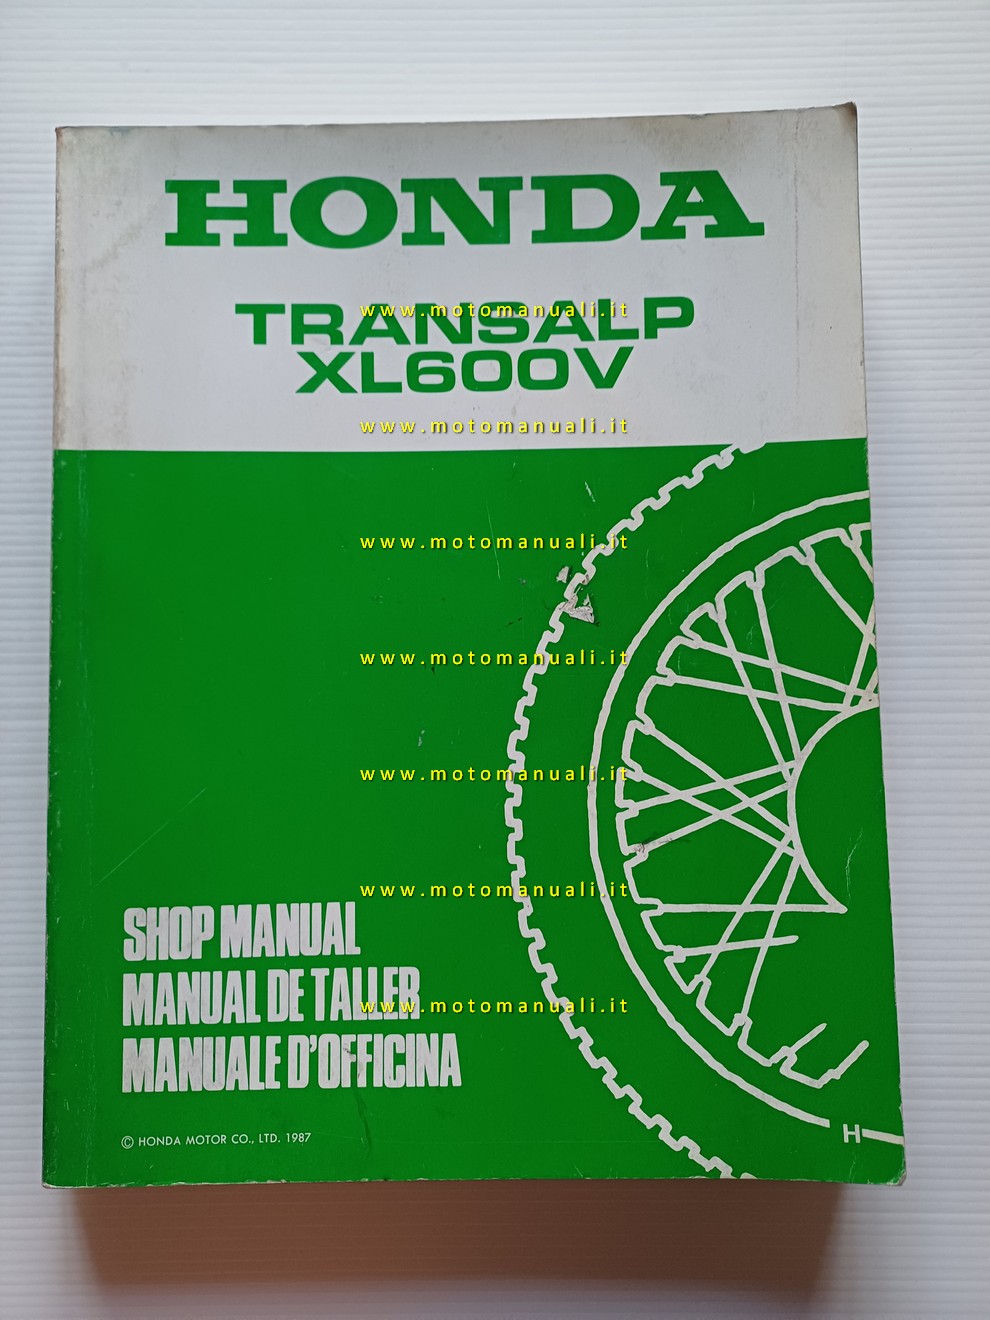 HONDA
TRANSALP
www.motomanuali.it
XL600V
www.motomanuali.it
www.motomanuali.it
www.motomanuali.it
www.motomanuali.it
www.motomanuali.it
SHOP MANUAL
MANUAL DE TALLER
www.motomanuali.it
MANUALE D'OFFICINA
© HONDA MOTOR CO., LTD. 1987
H